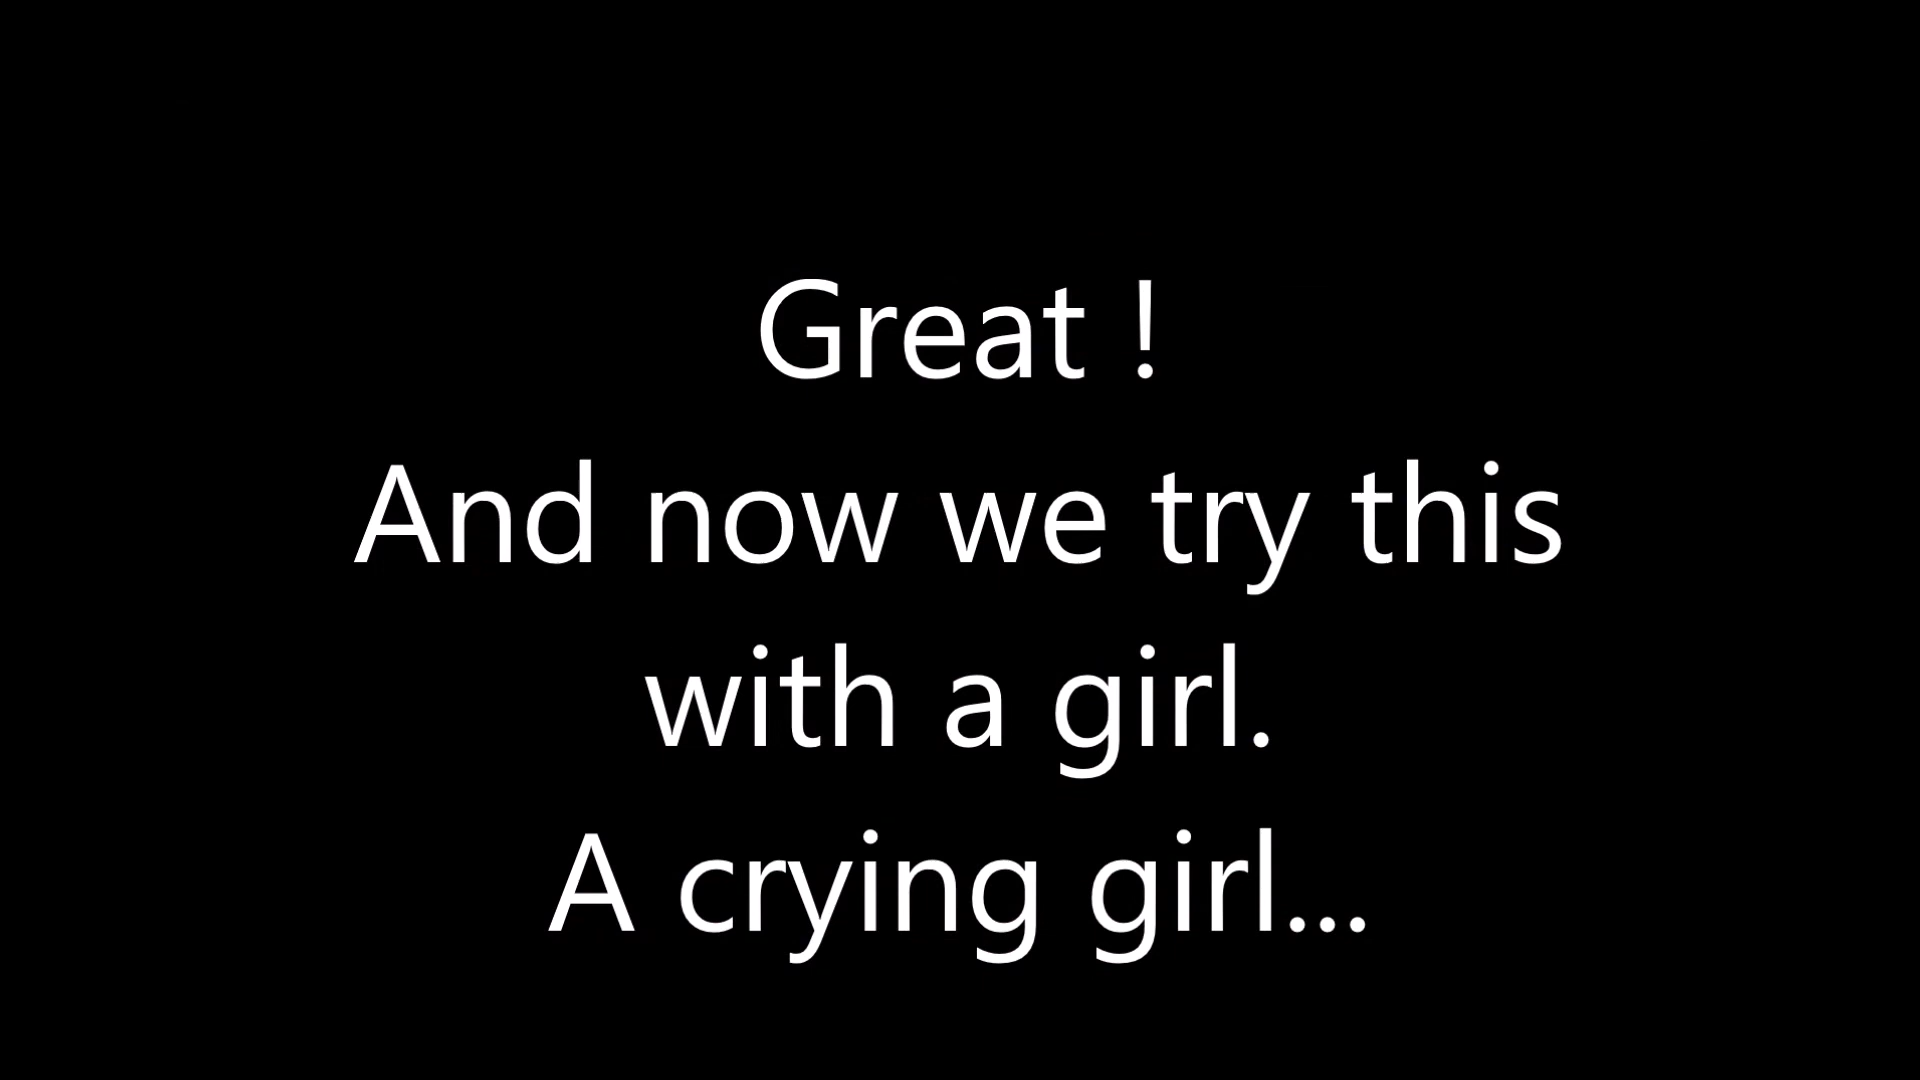 Great !
And now we try this
with a girl.
A crying girl...